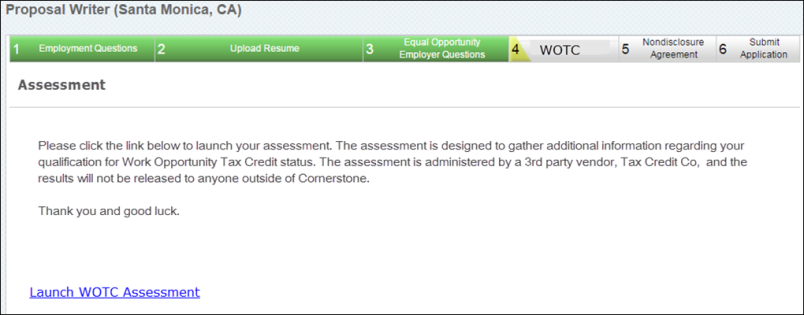 Proposal Writer (Santa Monica, CA)
1 Employment Questions 2 Upload Resume 3 Equal Opportunity Employer Questions 4 WOTC 5 Nondisclosure Agreement 6 Submit Application
Assessment
Please click the link below to launch your assessment. The assessment is designed to gather additional information regarding your
qualification for Work Opportunity Tax Credit status. The assessment is administered by a 3rd party vendor, Tax Credit Co, and the
results will not be released to anyone outside of Cornerstone.
Thank you and good luck.
Launch WOTC Assessment